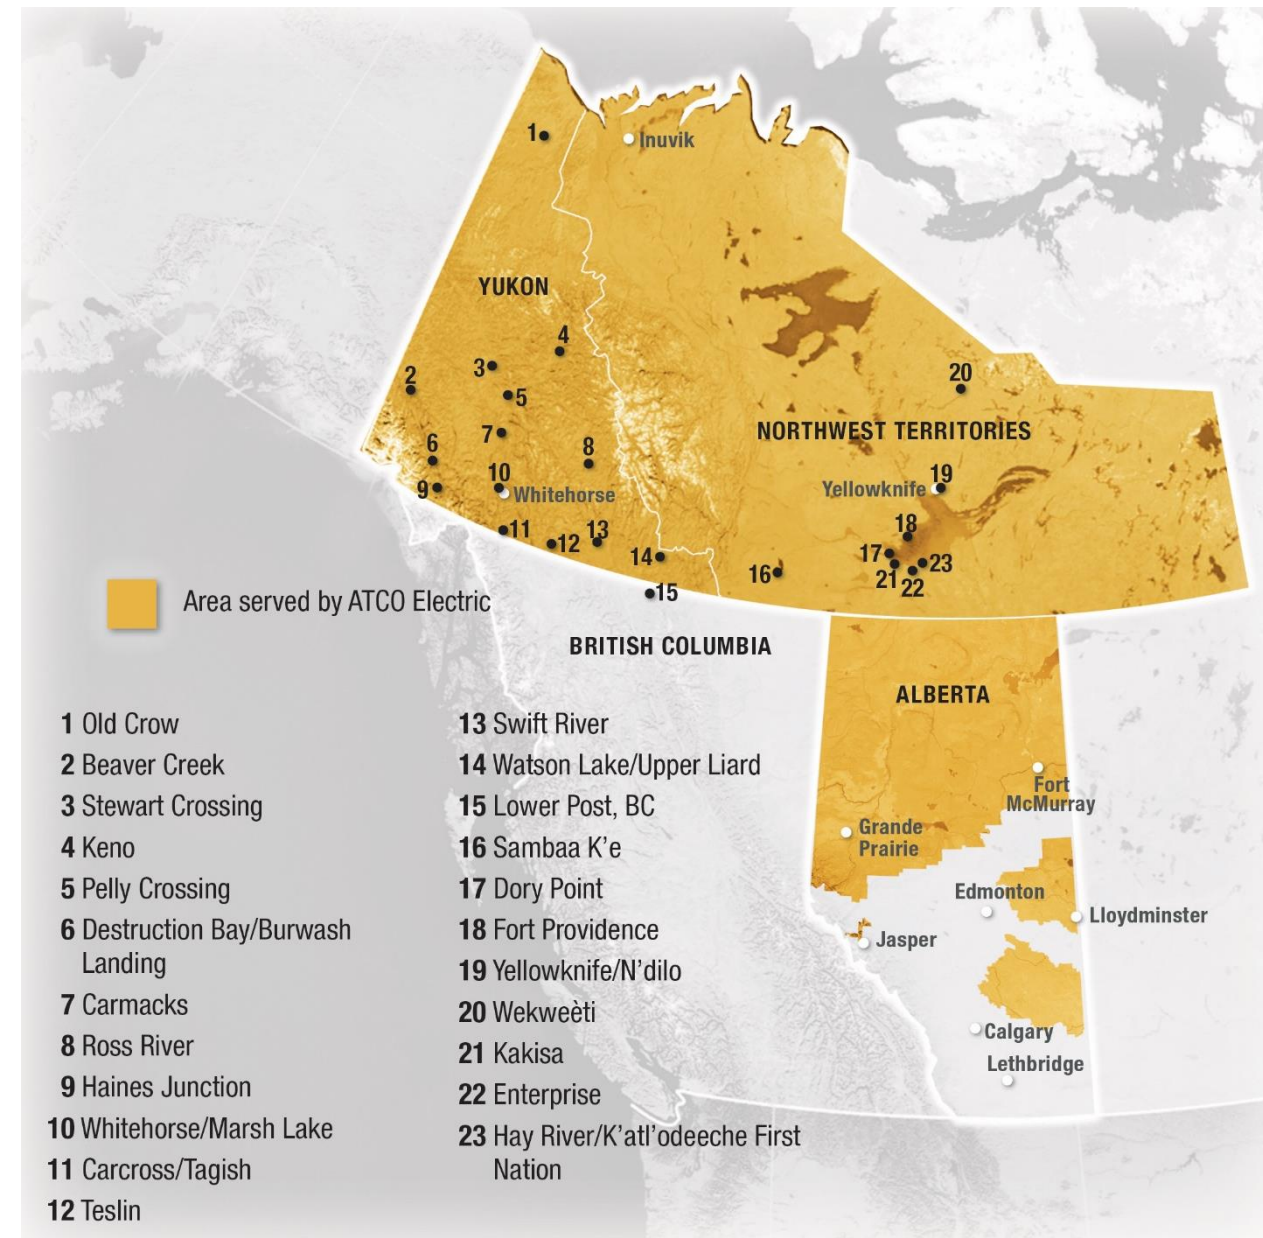 1
Inuvik
YUKON
4
3
2
5
20
7
NORTHWEST TERRITORIES
6
8
10
9
Whitehorse
Yellowknife
19
11
12
13
14
18
17
16
23
21
22
15
Area served by ATCO Electric
BRITISH COLUMBIA
ALBERTA
Fort
McMurray
Grande
Prairie
Edmonton
Lloydminster
Jasper
Calgary
Lethbridge
1 Old Crow
2 Beaver Creek
3 Stewart Crossing
4 Keno
5 Pelly Crossing
6 Destruction Bay/Burwash
Landing
7 Carmacks
8 Ross River
9 Haines Junction
10 Whitehorse/Marsh Lake
11 Carcross/Tagish
12 Teslin
13 Swift River
14 Watson Lake/Upper Liard
15 Lower Post, BC
16 Sambaa K’e
17 Dory Point
18 Fort Providence
19 Yellowknife/N’dilo
20 Wekweèti
21 Kakisa
22 Enterprise
23 Hay River/K’atl’odeeche First
Nation